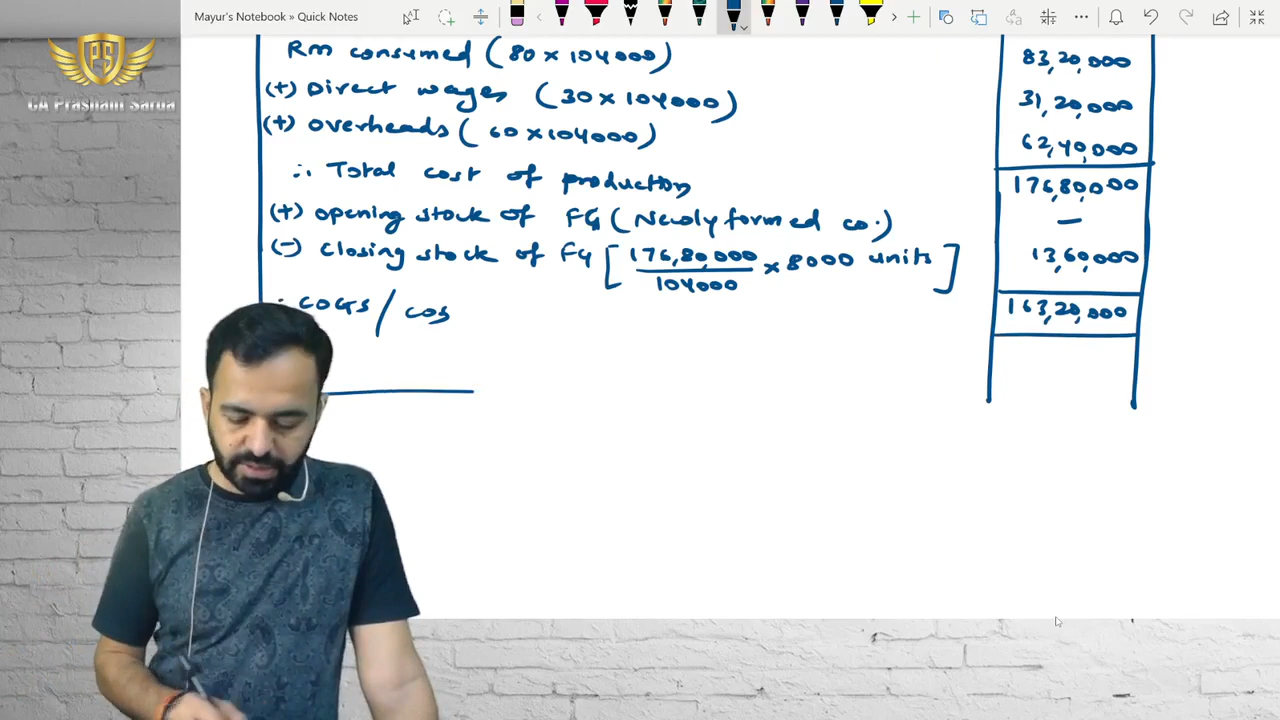 Mayur's Notebook » Quick Notes
PS
CA Prasham Sarda
Rm consumed (80 x 104000) 83,20,000
(+) Direct wages (30 x 104000) 31,20,000
(+) overheads (60 x 104000) 62,40,000
∴ Total cost of production 176,80,000
(+) opening stock of FG (Newly formed co.) —
(-) closing stock of FG [176,80,000/104000 x 8000 units] 13,60,000
COGS / COS 163,20,000